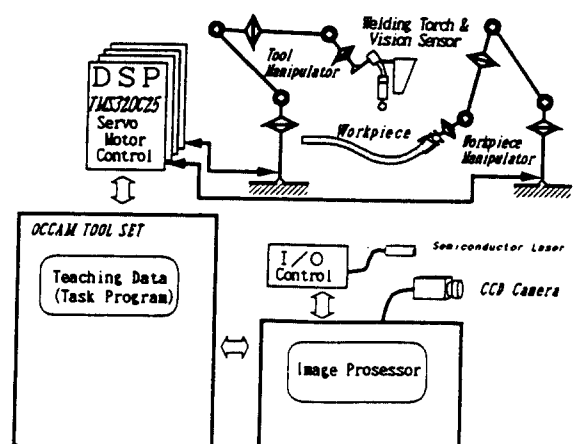 Welding Torch &
Vision Sensor
Tool
Manipulator
DSP
TMS320C25
Servo
Motor
Control
Workpiece
Workpiece
Manipulator
OCCAM TOOL SET
Teaching Data
(Task Program)
I/O
Control
Semiconductor Laser
CCD Camera
Image Prosessor